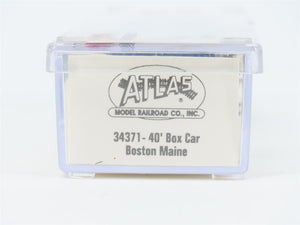 ATLAS
MODEL RAILROAD CO., INC.
34371- 40' Box Car
Boston Maine